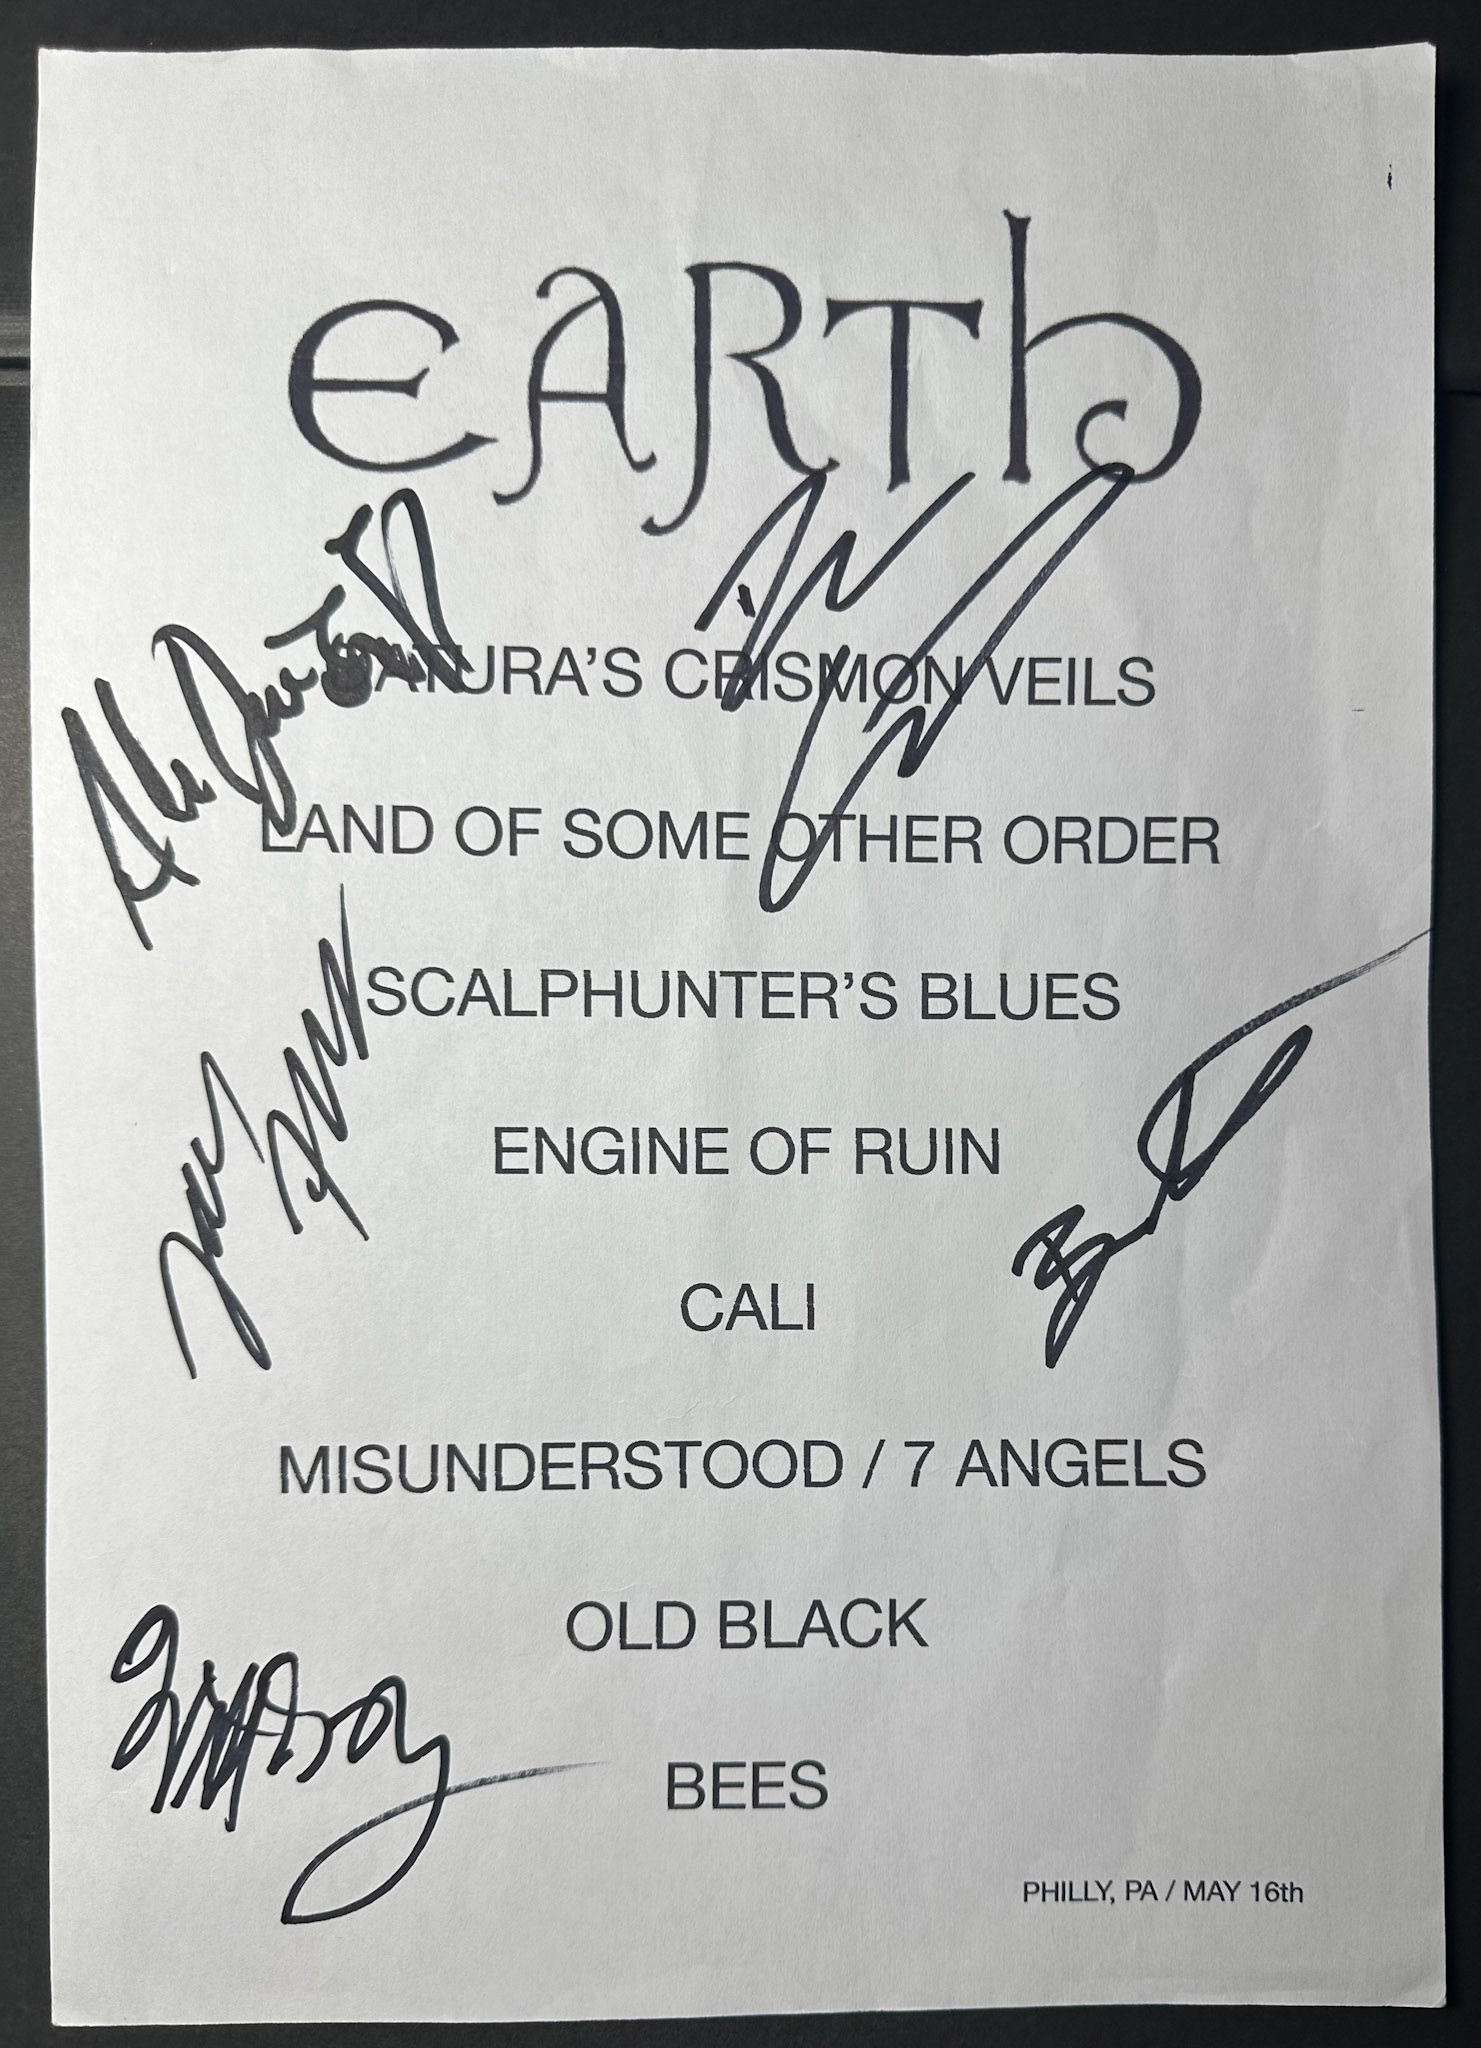 EARTH
DATURA'S CRISMON VEILS
LAND OF SOME OTHER ORDER
SCALPHUNTER'S BLUES
ENGINE OF RUIN
CALI
MISUNDERSTOOD / 7 ANGELS
OLD BLACK
BEES
PHILLY, PA / MAY 16th